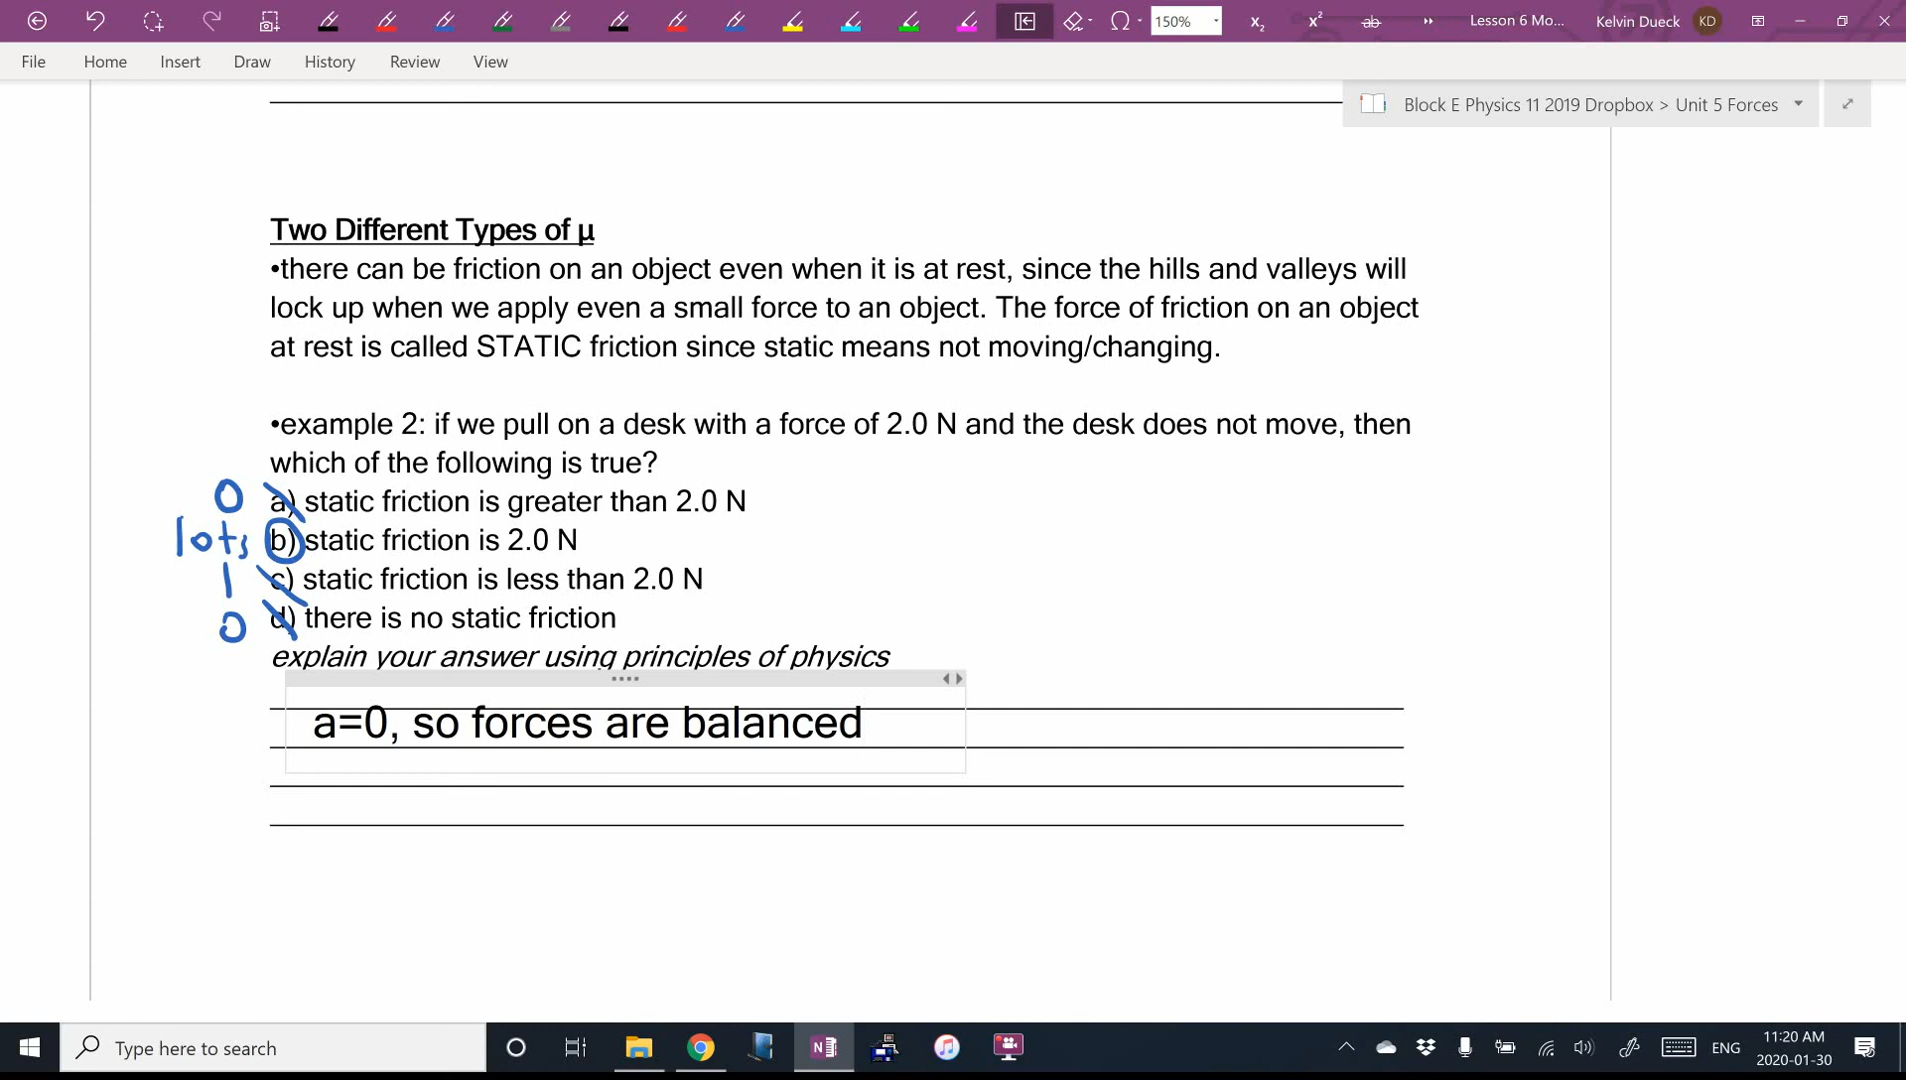 150%
x₂
x²
ab
Lesson 6 Mo...
Kelvin Dueck
KD
File
Home
Insert
Draw
History
Review
View
Block E Physics 11 2019 Dropbox > Unit 5 Forces
Two Different Types of μ
•there can be friction on an object even when it is at rest, since the hills and valleys will
lock up when we apply even a small force to an object. The force of friction on an object
at rest is called STATIC friction since static means not moving/changing.
•example 2: if we pull on a desk with a force of 2.0 N and the desk does not move, then
which of the following is true?
0 a) static friction is greater than 2.0 N
lots b) static friction is 2.0 N
1 c) static friction is less than 2.0 N
0 d) there is no static friction
explain your answer using principles of physics
a=0, so forces are balanced
Type here to search
N
ENG
11:20 AM
2020-01-30